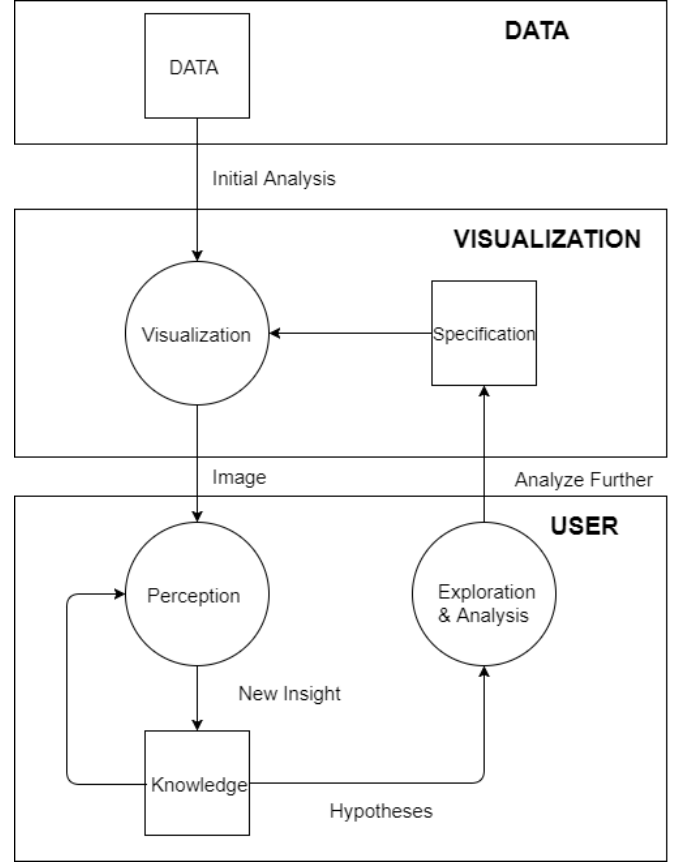 DATA
DATA
Initial Analysis
VISUALIZATION
Visualization
Specification
Image
Analyze Further
USER
Perception
Exploration
& Analysis
New Insight
Knowledge
Hypotheses